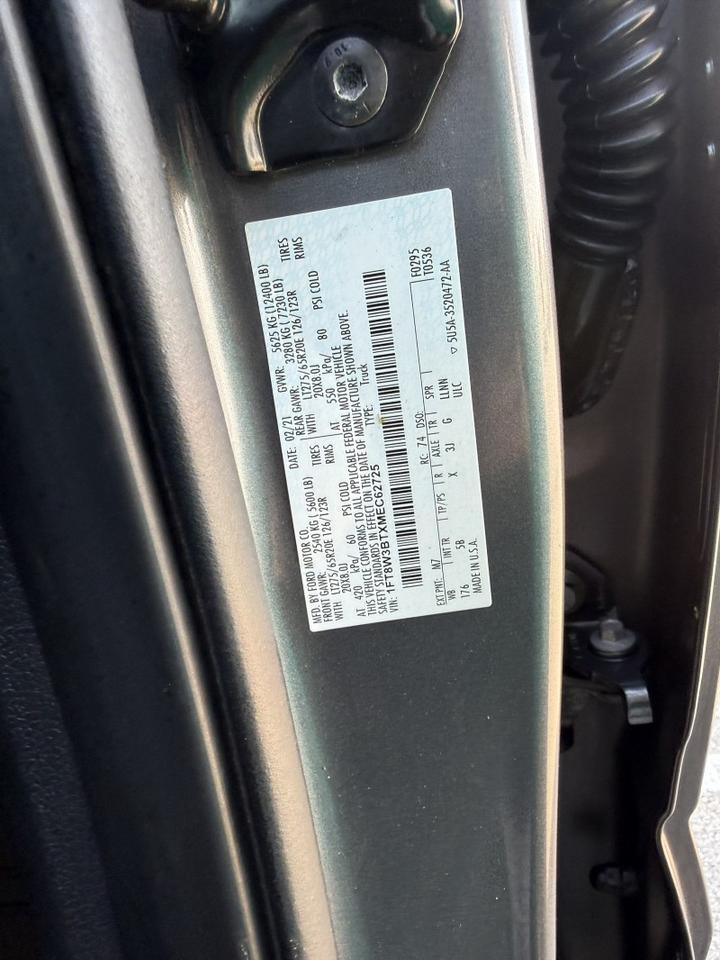 MFD. BY FORD MOTOR CO.
DATE: 02/21
GVWR: 5625 KG (12400 LB)
FRONT GAWR: 2540 KG (5600 LB)
REAR GAWR: 3280 KG (7230 LB)
WITH LT275/65R20E 126/123R TIRES
WITH LT275/65R20E 126/123R TIRES
20X8.0J RIMS
20X8.0J RIMS
AT 420 kPa/ 60 PSI COLD
AT 550 kPa/ 80 PSI COLD
THIS VEHICLE CONFORMS TO ALL APPLICABLE FEDERAL MOTOR VEHICLE
SAFETY STANDARDS IN EFFECT ON THE DATE OF MANUFACTURE SHOWN ABOVE.
VIN: 1FT8W3BTXMEC62725
TYPE: Truck
F0295
T0536
EXT PNT: M7 RC: 74 DSO:
WB INT TR TP/PS R AXLE TR SPR
176 5B X 3J G LLNN
ULC
MADE IN U.S.A.
▽ 5U5A-3520472-AA